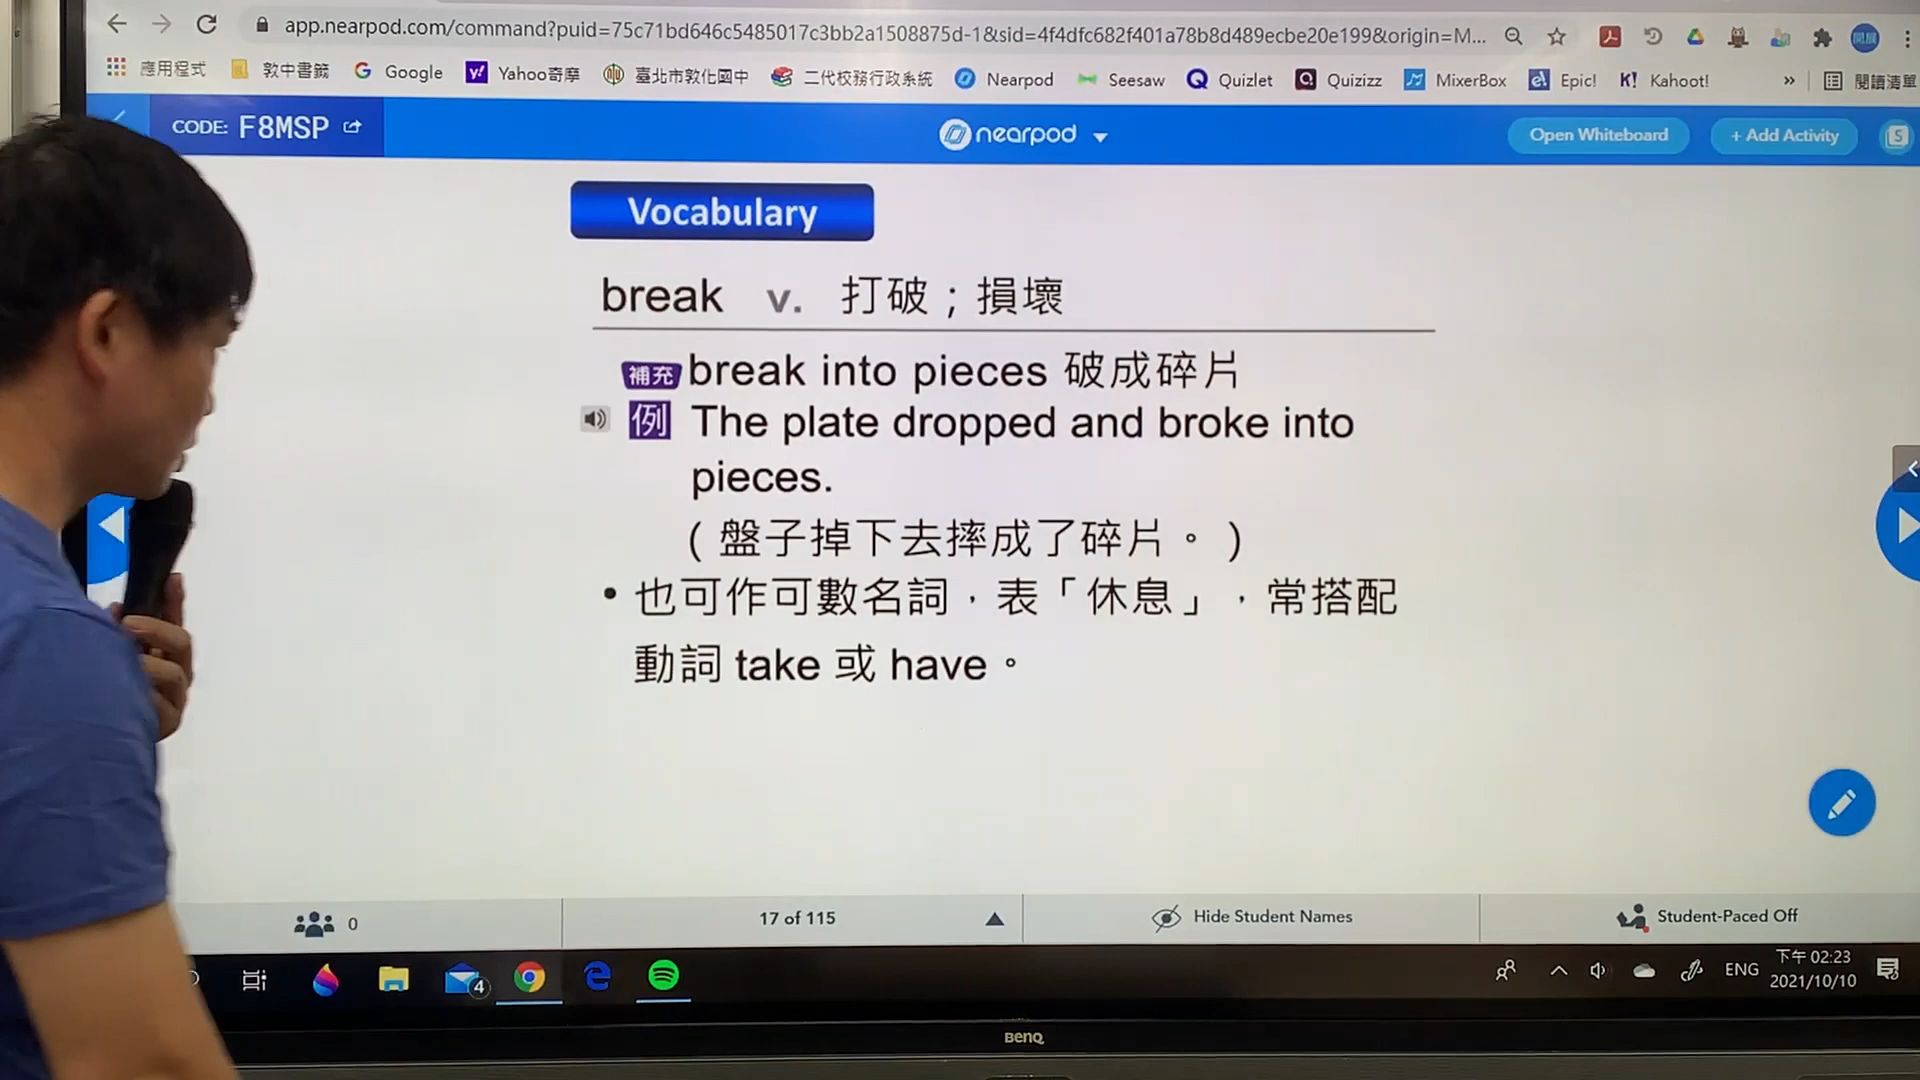 app.nearpod.com/command?puid=75c71bd646c5485017c3bb2a1508875d-1&sid=4f4dfc682f401a78b8d489ecbe20e199&origin=M...
應用程式 敦中書籤 Google Yahoo奇摩 臺北市敦化國中 二代校務行政系統 Nearpod Seesaw Quizlet Quizizz MixerBox Epic! Kahoot! » 閱讀清單
CODE: F8MSP nearpod Open Whiteboard + Add Activity S
Vocabulary
break v. 打破；損壞
補充 break into pieces 破成碎片
例 The plate dropped and broke into
pieces.
(盤子掉下去摔成了碎片。)
• 也可作可數名詞，表「休息」，常搭配
動詞 take 或 have。
0 17 of 115 Hide Student Names Student-Paced Off
4 ENG 下午 02:23
2021/10/10
BenQ